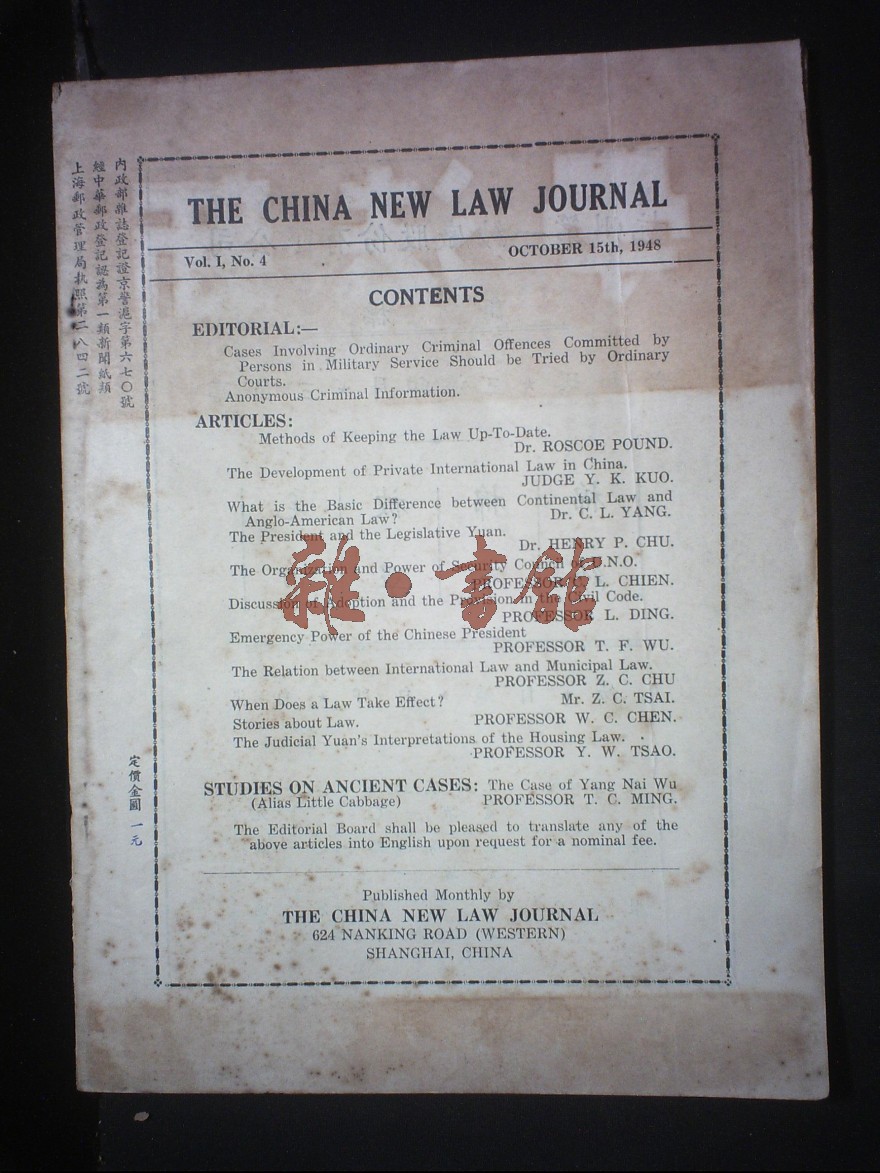 THE CHINA NEW LAW JOURNAL
Vol. I, No. 4 OCTOBER 15th, 1948
CONTENTS
EDITORIAL:—
Cases Involving Ordinary Criminal Offences Committed by
Persons in Military Service Should be Tried by Ordinary
Courts.
Anonymous Criminal Information.
ARTICLES:
Methods of Keeping the Law Up-To-Date.
Dr. ROSCOE POUND.
The Development of Private International Law in China.
JUDGE Y. K. KUO.
What is the Basic Difference between Continental Law and
Anglo-American Law? Dr. C. L. YANG.
The President and the Legislative Yuan.
Dr. HENRY P. CHU.
The Organization and Power of Security Council of U.N.O.
PROFESSOR L. CHIEN.
Discussion of Adoption and the Provision in the Civil Code.
PROFESSOR L. DING.
Emergency Power of the Chinese President
PROFESSOR T. F. WU.
The Relation between International Law and Municipal Law.
PROFESSOR Z. C. CHU
When Does a Law Take Effect? Mr. Z. C. TSAI.
Stories about Law. PROFESSOR W. C. CHEN.
The Judicial Yuan's Interpretations of the Housing Law.
PROFESSOR Y. W. TSAO.
STUDIES ON ANCIENT CASES: The Case of Yang Nai Wu
(Alias Little Cabbage) PROFESSOR T. C. MING.
The Editorial Board shall be pleased to translate any of the
above articles into English upon request for a nominal fee.
Published Monthly by
THE CHINA NEW LAW JOURNAL
624 NANKING ROAD (WESTERN)
SHANGHAI, CHINA
內政部雜誌登記證京警滬字第六七〇號
經中華郵政登記認為第一類新聞紙類
上海郵政管理局執照第二八四二號
定價金圓一元
雜·書館